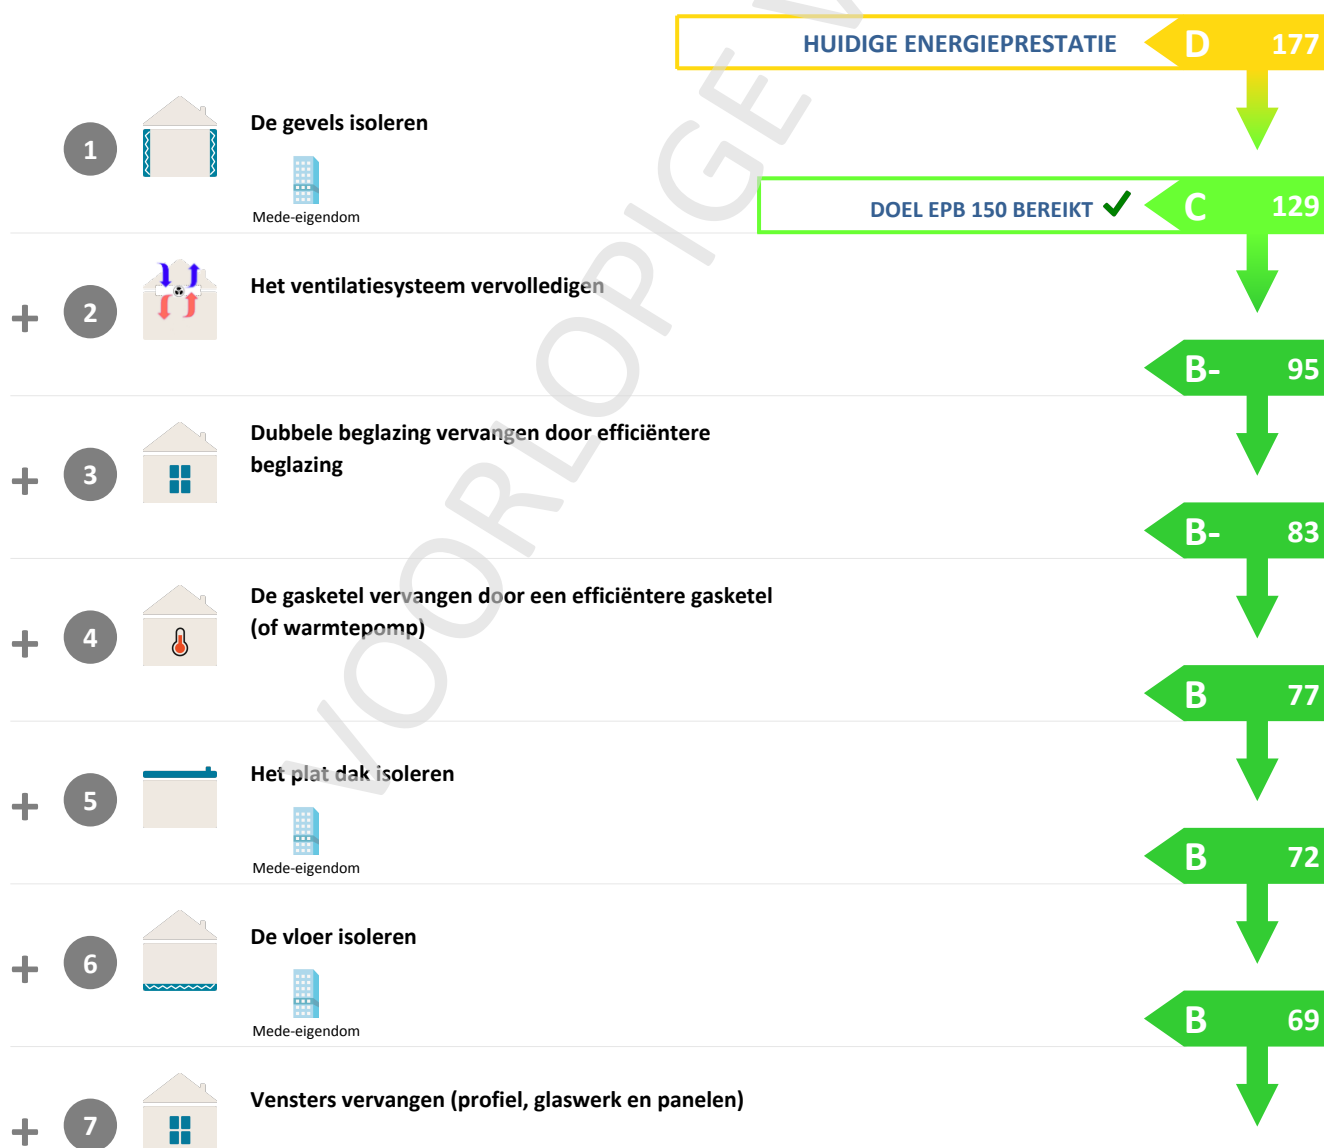 HUIDIGE ENERGIEPRESTATIE D 177
1 De gevels isoleren
Mede-eigendom
DOEL EPB 150 BEREIKT C 129
+ 2 Het ventilatiesysteem vervolledigen
B- 95
+ 3 Dubbele beglazing vervangen door efficiëntere
beglazing
B- 83
+ 4 De gasketel vervangen door een efficiëntere gasketel
(of warmtepomp)
B 77
+ 5 Het plat dak isoleren
Mede-eigendom
B 72
+ 6 De vloer isoleren
Mede-eigendom
B 69
+ 7 Vensters vervangen (profiel, glaswerk en panelen)
VOORLOPIGE V